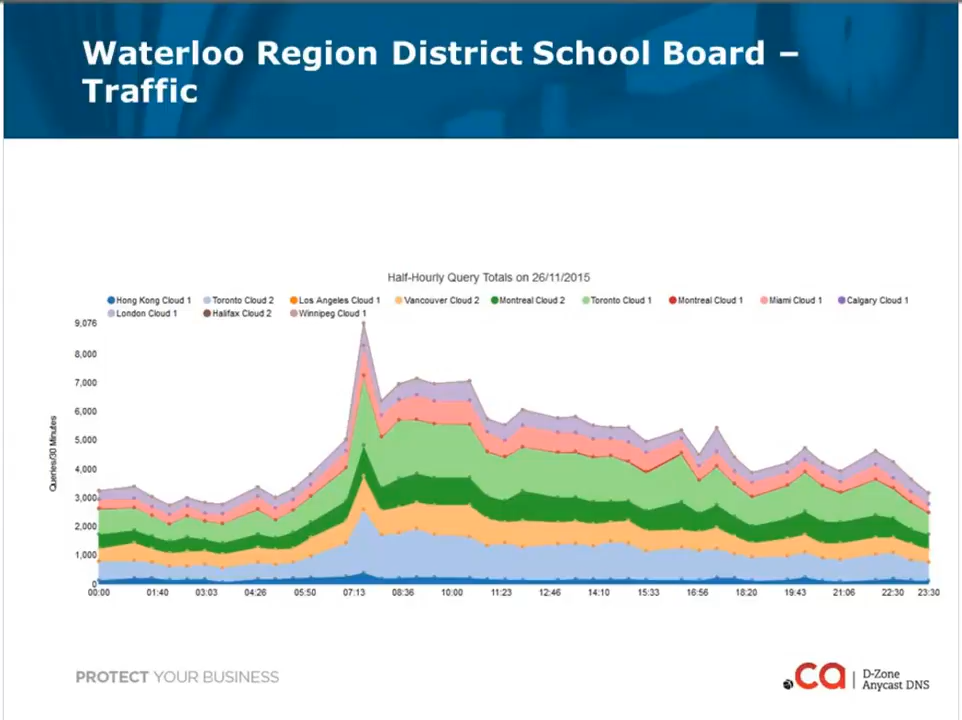 Waterloo Region District School Board –
Traffic
Half-Hourly Query Totals on 26/11/2015
Hong Kong Cloud 1 Toronto Cloud 2 Los Angeles Cloud 1 Vancouver Cloud 2 Montreal Cloud 2 Toronto Cloud 1 Montreal Cloud 1 Miami Cloud 1 Calgary Cloud 1
London Cloud 1 Halifax Cloud 2 Winnipeg Cloud 1
9,076
8,000
7,000
6,000
5,000
4,000
3,000
2,000
1,000
0
Queries/30 Minutes
00:00 01:40 03:03 04:26 05:50 07:13 08:36 10:00 11:23 12:46 14:10 15:33 16:56 18:20 19:43 21:06 22:30 23:30
PROTECT YOUR BUSINESS
ca
D-Zone
Anycast DNS